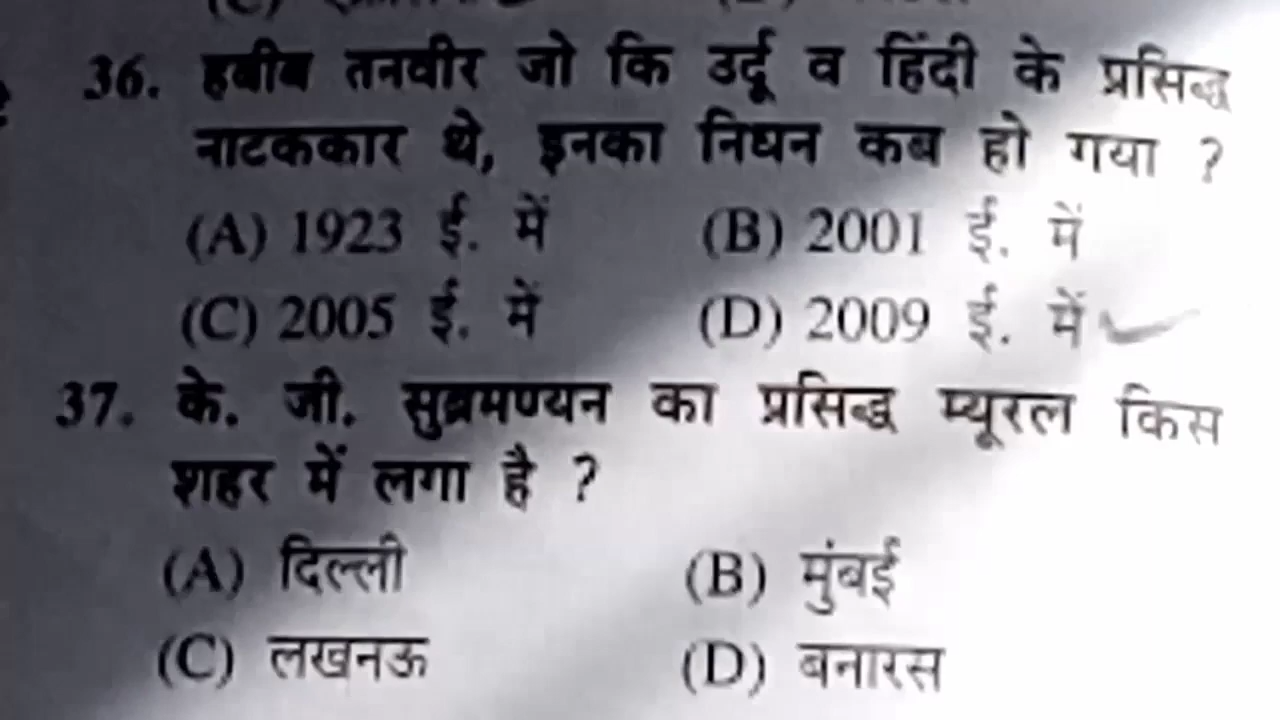 36. हबीब तनवीर जो कि उर्दू व हिंदी के प्रसिद्ध
नाटककार थे, इनका निधन कब हो गया ?
(A) 1923 ई. में (B) 2001 ई. में
(C) 2005 ई. में (D) 2009 ई. में
37. के. जी. सुब्रमण्यन का प्रसिद्ध म्यूरल किस
शहर में लगा है ?
(A) दिल्ली (B) मुंबई
(C) लखनऊ (D) बनारस